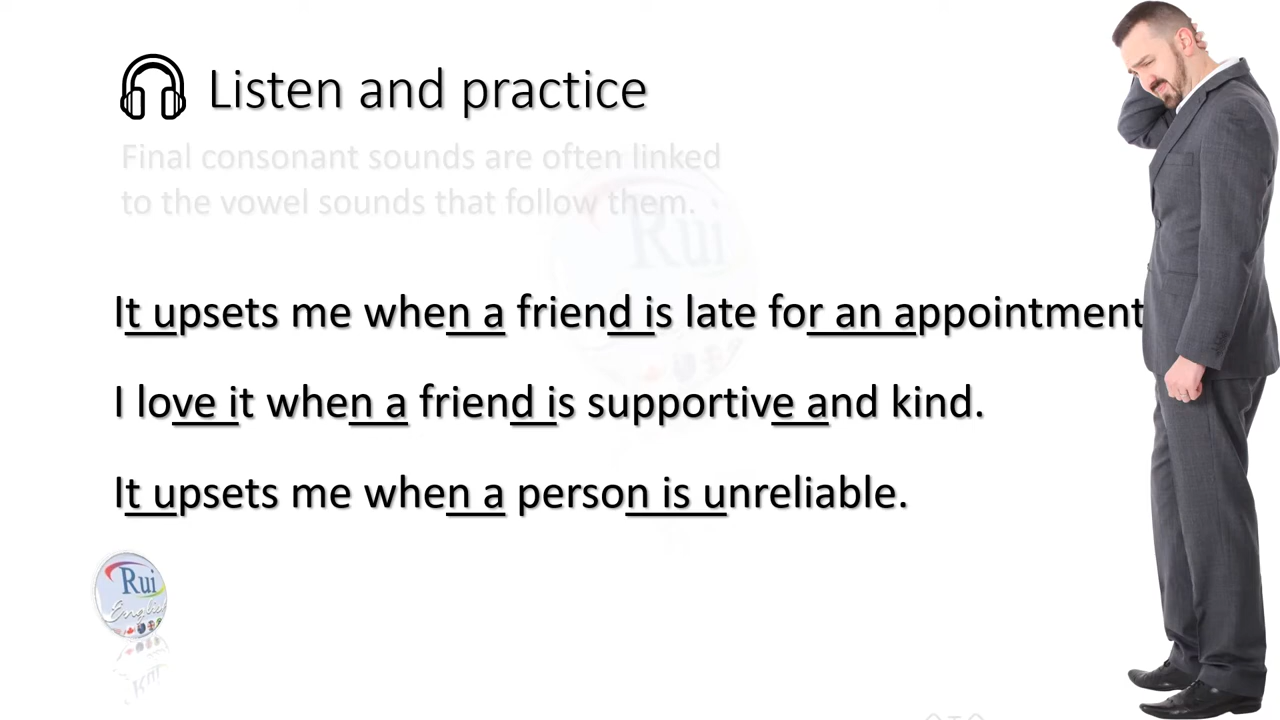 Listen and practice
Final consonant sounds are often linked
to the vowel sounds that follow them.
Rui
It upsets me when a friend is late for an appointment
I love it when a friend is supportive and kind.
It upsets me when a person is unreliable.
Rui
English